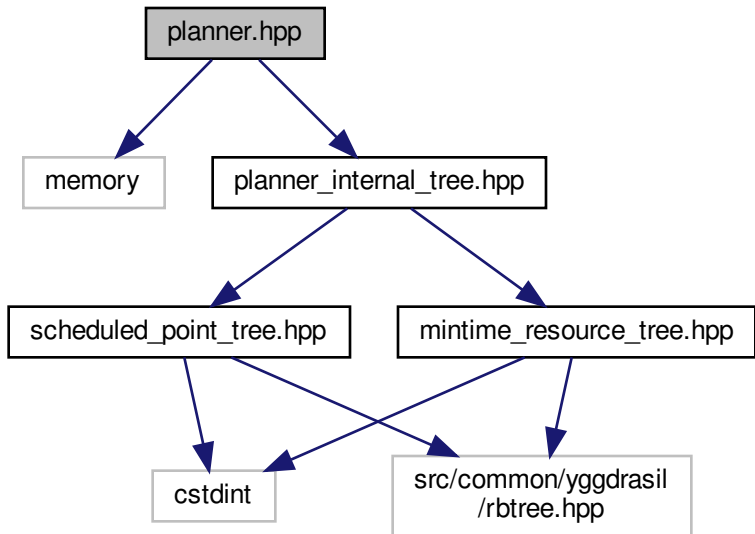 planner.hpp
memory
planner_internal_tree.hpp
scheduled_point_tree.hpp
mintime_resource_tree.hpp
cstdint
src/common/yggdrasil
/rbtree.hpp